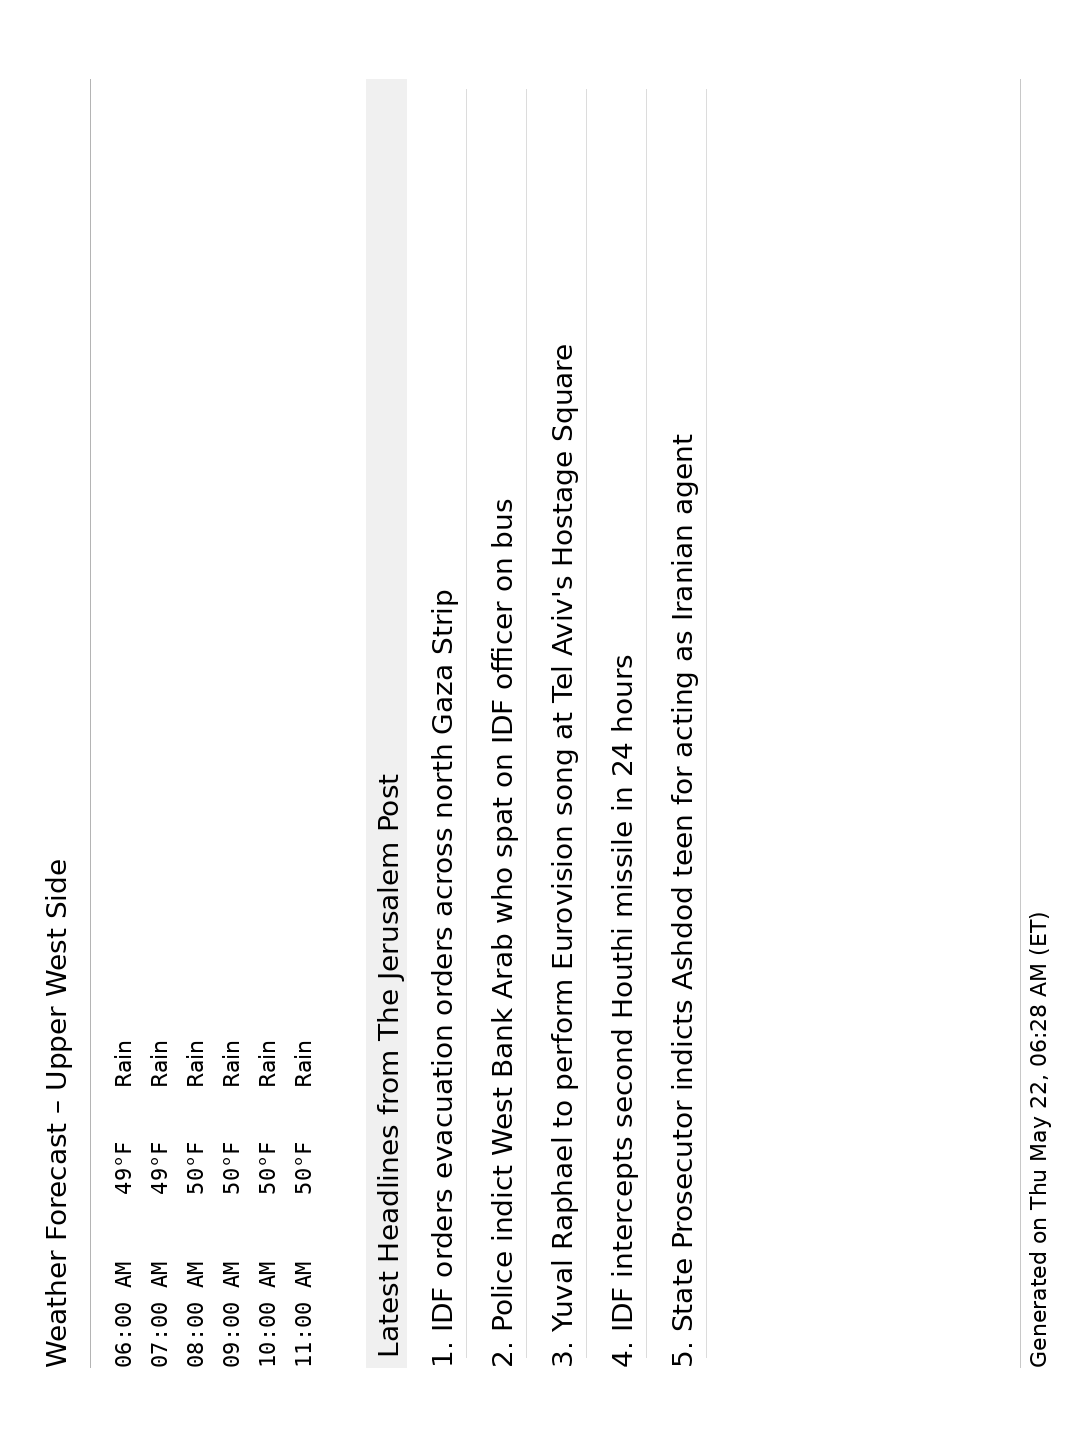 Weather Forecast – Upper West Side
06:00 AM 49°F Rain
07:00 AM 49°F Rain
08:00 AM 50°F Rain
09:00 AM 50°F Rain
10:00 AM 50°F Rain
11:00 AM 50°F Rain
Latest Headlines from The Jerusalem Post
1. IDF orders evacuation orders across north Gaza Strip
2. Police indict West Bank Arab who spat on IDF officer on bus
3. Yuval Raphael to perform Eurovision song at Tel Aviv's Hostage Square
4. IDF intercepts second Houthi missile in 24 hours
5. State Prosecutor indicts Ashdod teen for acting as Iranian agent
Generated on Thu May 22, 06:28 AM (ET)